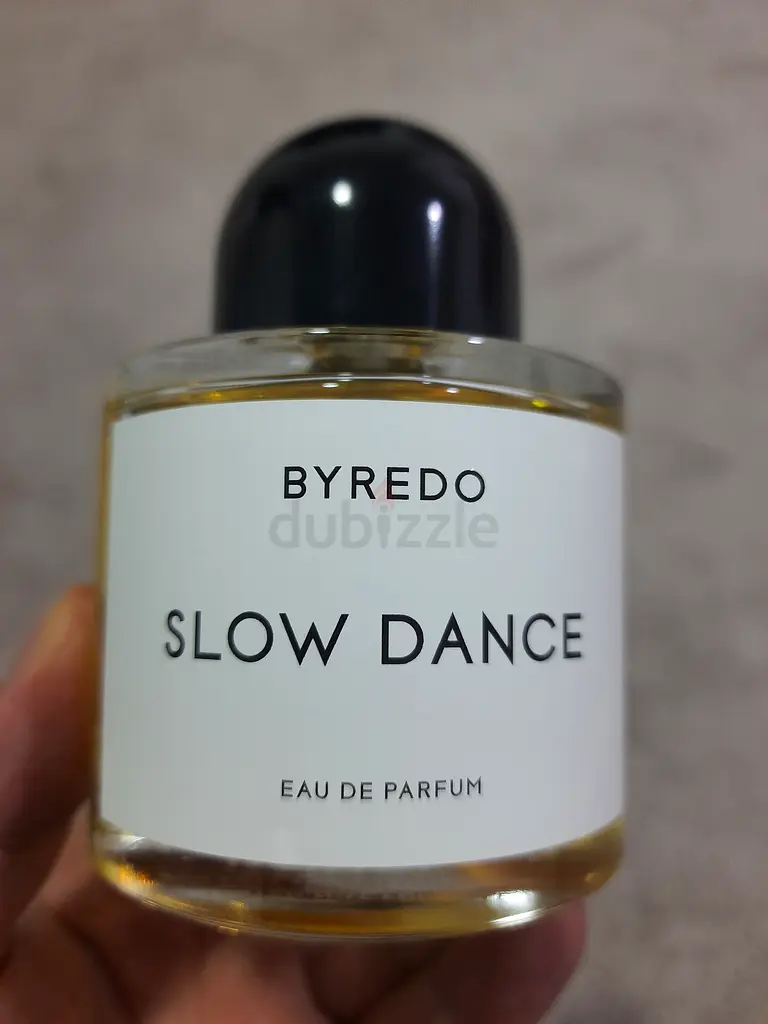 BYREDO
dubizzle
SLOW DANCE
EAU DE PARFUM